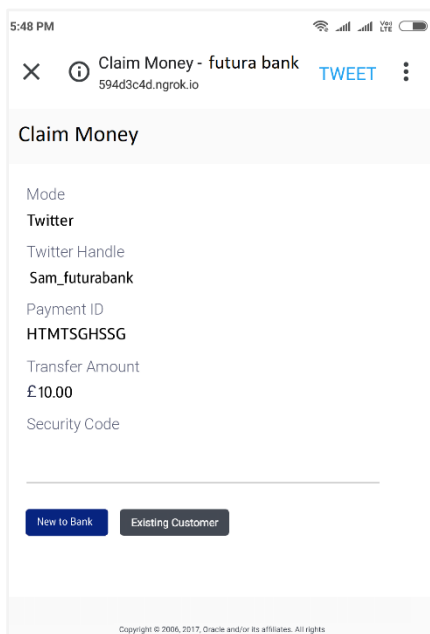 5:48 PM
Claim Money - futura bank
594d3c4d.ngrok.io
TWEET
Claim Money
Mode
Twitter
Twitter Handle
Sam_futurabank
Payment ID
HTMTSGHSSG
Transfer Amount
£10.00
Security Code
New to Bank Existing Customer
Copyright © 2006, 2017, Oracle and/or its affiliates. All rights